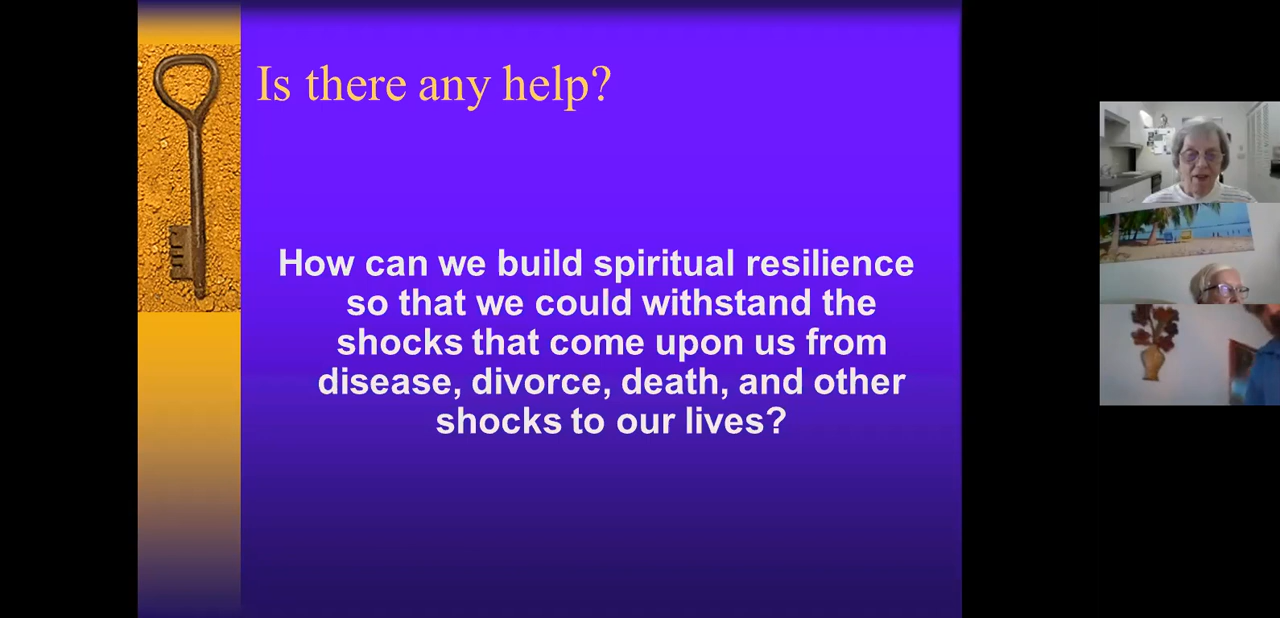 Is there any help?
How can we build spiritual resilience
so that we could withstand the
shocks that come upon us from
disease, divorce, death, and other
shocks to our lives?